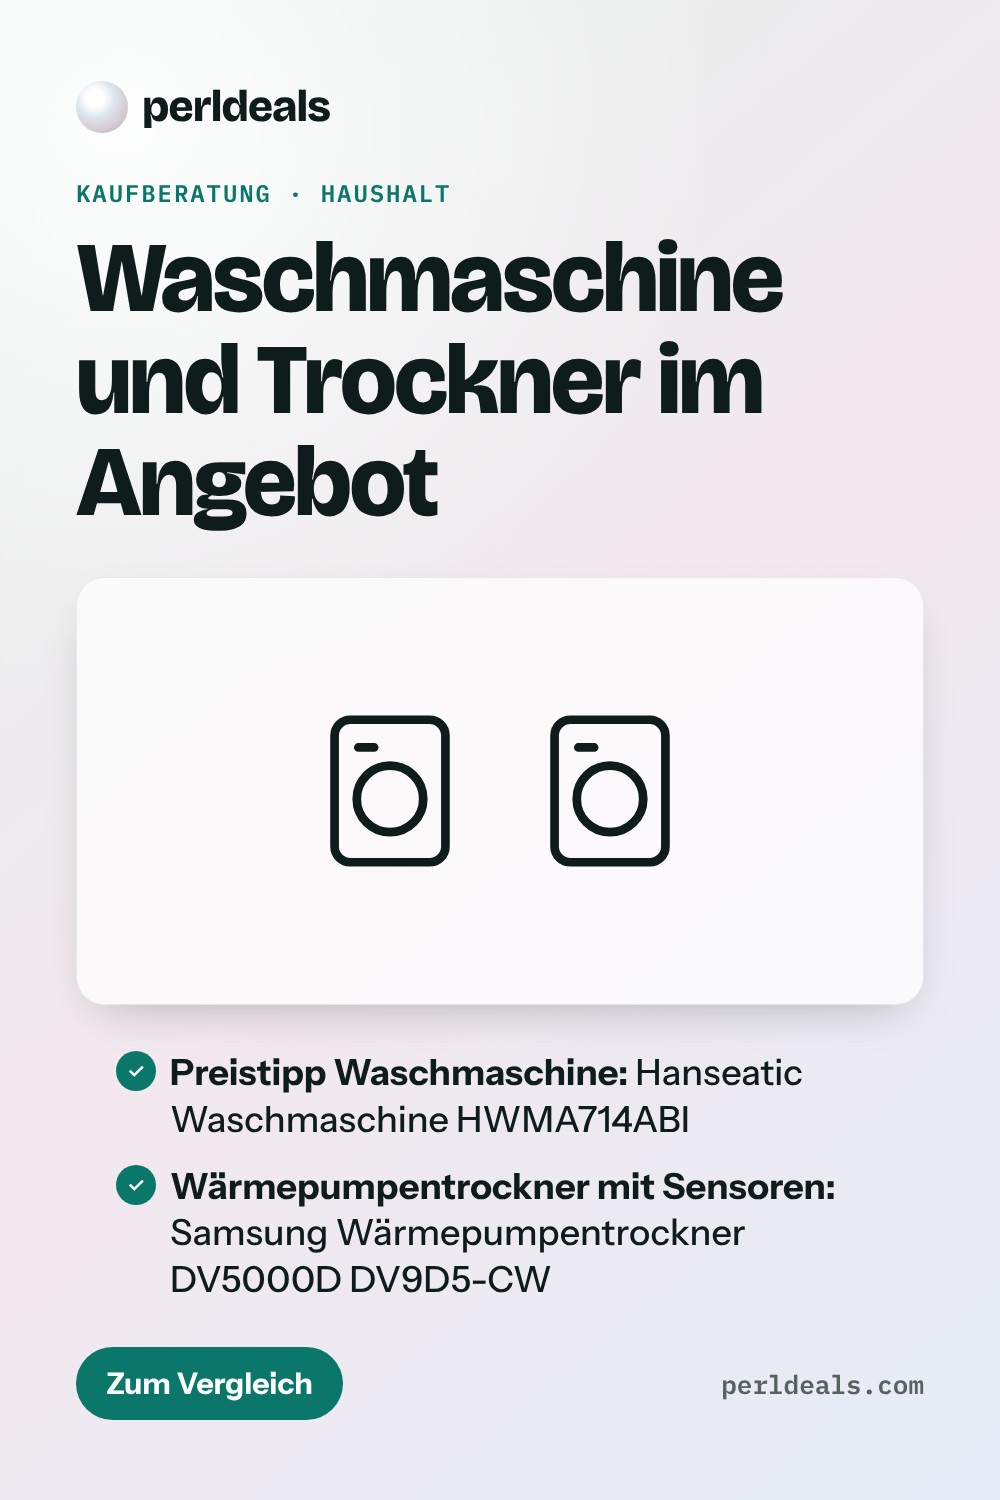 perldeals
KAUFBERATUNG · HAUSHALT
Waschmaschine
und Trockner im
Angebot
Preistipp Waschmaschine: Hanseatic
Waschmaschine HWMA714ABI
Wärmepumpentrockner mit Sensoren:
Samsung Wärmepumpentrockner
DV5000D DV9D5-CW
Zum Vergleich
perldeals.com